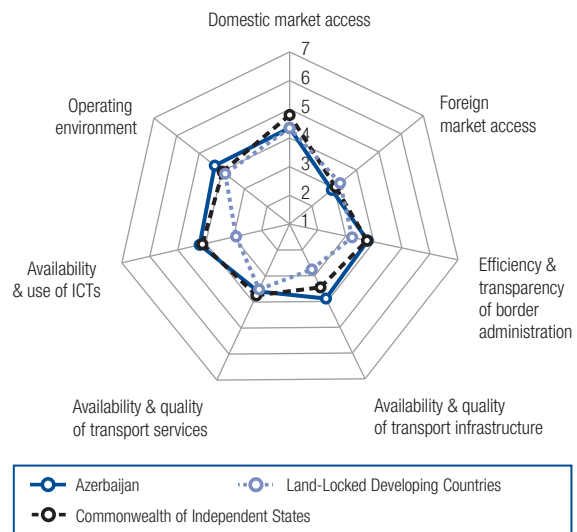 Domestic market access
7
6
5
4
3
2
1
Foreign
market access
Efficiency &
transparency
of border
administration
Availability & quality
of transport infrastructure
Availability & quality
of transport services
Availability
& use of ICTs
Operating
environment
Azerbaijan
Land-Locked Developing Countries
Commonwealth of Independent States